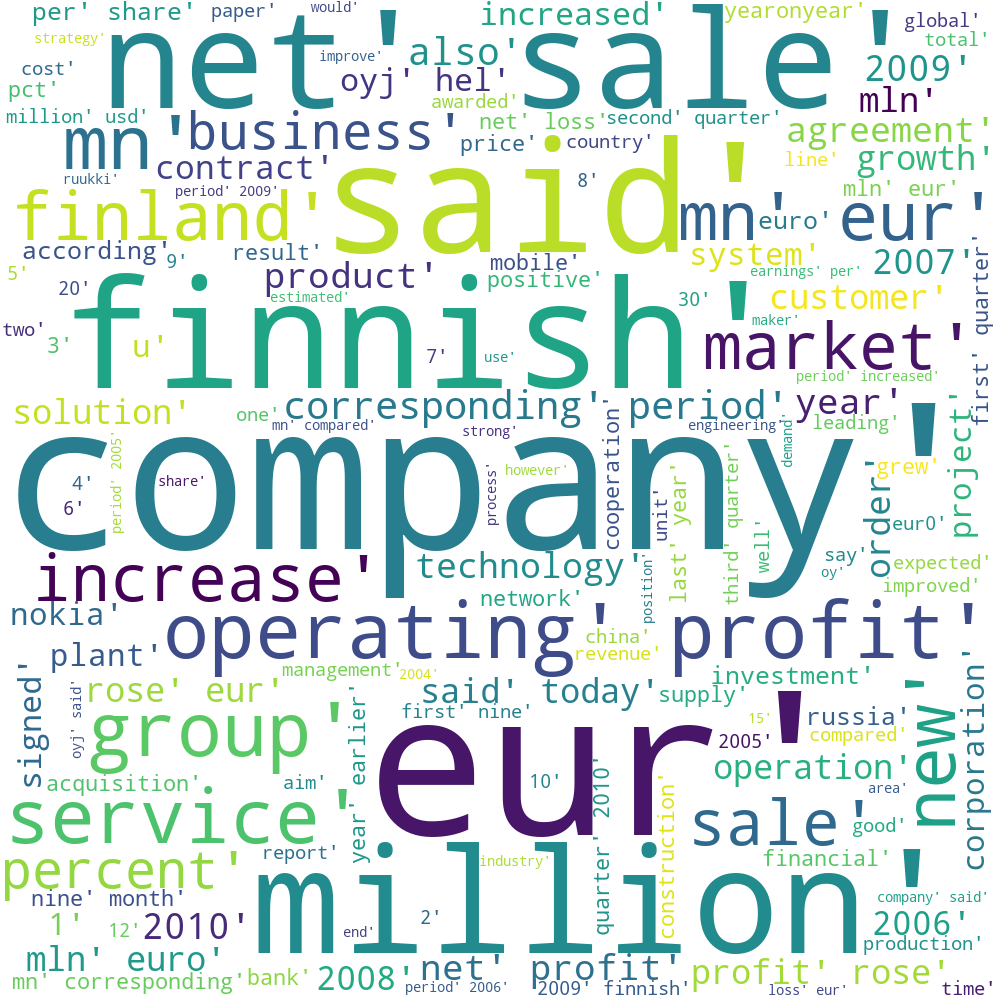 per' share'
paper'
would'
net' sale'
increased'
yearonyear'
global'
strategy'
also'
improve'
total'
cost'
oyj' hel'
2009'
pct'
awarded'
mln'
million' usd'
mn'
business'
net' loss'
second' quarter'
agreement'
price'
country'
contract'
said'
line'
growth'
ruukki'
period' 2009'
8'
mln' eur'
finland'
mn' eur'
euro'
according'
9'
result'
mobile'
system'
2007'
5'
product'
positive'
earnings' per'
first' quarter'
20'
estimated'
30'
customer'
finnish'
two'
3'
u'
7'
use'
maker'
market'
period' increased'
solution'
one'
corresponding' period'
year'
leading'
mn' compared'
strong'
engineering'
company'
period' 2005'
4'
share'
6'
process'
however'
cooperation'
unit'
demand'
grew'
project'
order'
eur0'
last' year'
third' quarter'
well'
say'
oy'
expected'
improved'
increase'
technology'
network'
position'
nokia'
operating' profit'
china'
revenue'
plant'
management'
2004'
investment'
signed'
oyj' said'
rose' eur'
said' today'
supply'
first' nine'
15'
russia'
compared'
corporation'
group'
eur'
2005'
new'
operation'
acquisition'
aim'
10'
area'
year' earlier'
quarter' 2010'
construction'
service'
sale'
good'
percent'
report'
industry'
financial'
million'
nine' month'
company' said'
1'
12'
2010'
end'
2'
2006'
production'
mln' euro'
mn' corresponding'
bank'
2008'
period' 2006'
net' profit'
2009' finnish'
profit' rose'
loss' eur'
time'